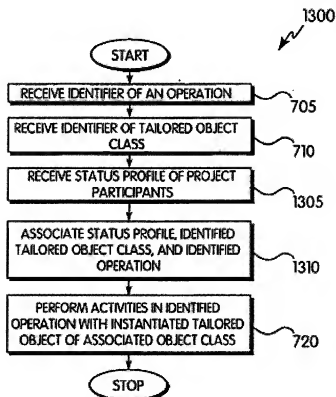 1300
START
RECEIVE IDENTIFIER OF AN OPERATION
705
RECEIVE IDENTIFIER OF TAILORED OBJECT
CLASS
710
RECEIVE STATUS PROFILE OF PROJECT
PARTICIPANTS
1305
ASSOCIATE STATUS PROFILE, IDENTIFIED
TAILORED OBJECT CLASS, AND IDENTIFIED
OPERATION
1310
PERFORM ACTIVITIES IN IDENTIFIED
OPERATION WITH INSTANTIATED TAILORED
OBJECT OF ASSOCIATED OBJECT CLASS
720
STOP